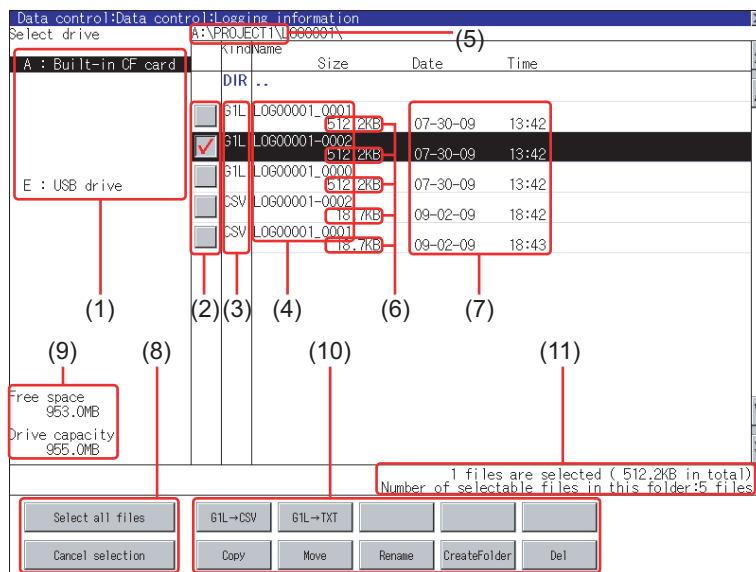 Data control:Data control:Logging information
Select drive A:\PROJECT1\LOG00001\ (5)
Kind Name
Size Date Time
A : Built-in CF card
DIR ..
G1L LOG00001_0001
512.2KB 07-30-09 13:42
G1L LOG00001-0002
512.2KB 07-30-09 13:42
G1L LOG00001_0000
E : USB drive 512.2KB 07-30-09 13:42
CSV LOG00001-0002
18.7KB 09-02-09 18:42
CSV LOG00001_0001
18.7KB 09-02-09 18:43
(1) (2) (3) (4) (6) (7)
(9) (8) (10) (11)
Free space
953.0MB
Drive capacity
955.0MB
1 files are selected ( 512.2KB in total)
Number of selectable files in this folder:5 files
Select all files G1L→CSV G1L→TXT
Cancel selection Copy Move Rename CreateFolder Del